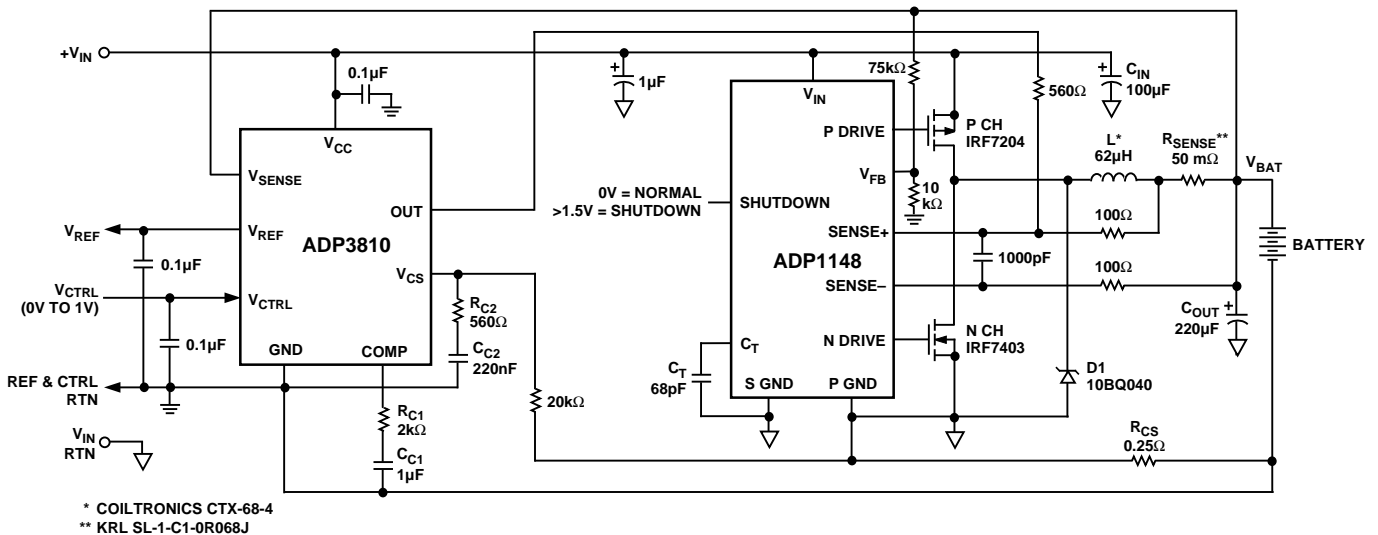 +VIN
0.1µF
1µF
75kΩ
560Ω
CIN
100µF
VCC
VIN
P DRIVE
P CH
IRF7204
L*
62µH
RSENSE**
50 mΩ
VBAT
VSENSE
VFB
10
kΩ
0V = NORMAL
>1.5V = SHUTDOWN
SHUTDOWN
OUT
VREF
VREF
ADP3810
SENSE+
100Ω
BATTERY
0.1µF
VCS
ADP1148
1000pF
100Ω
VCTRL
(0V TO 1V)
VCTRL
SENSE–
RC2
560Ω
COUT
220µF
0.1µF
GND
COMP
CC2
220nF
CT
N DRIVE
N CH
IRF7403
REF & CTRL
RTN
CT
68pF
S GND
P GND
D1
10BQ040
20kΩ
RC1
2kΩ
VIN
RTN
RCS
0.25Ω
CC1
1µF
* COILTRONICS CTX-68-4
** KRL SL-1-C1-0R068J